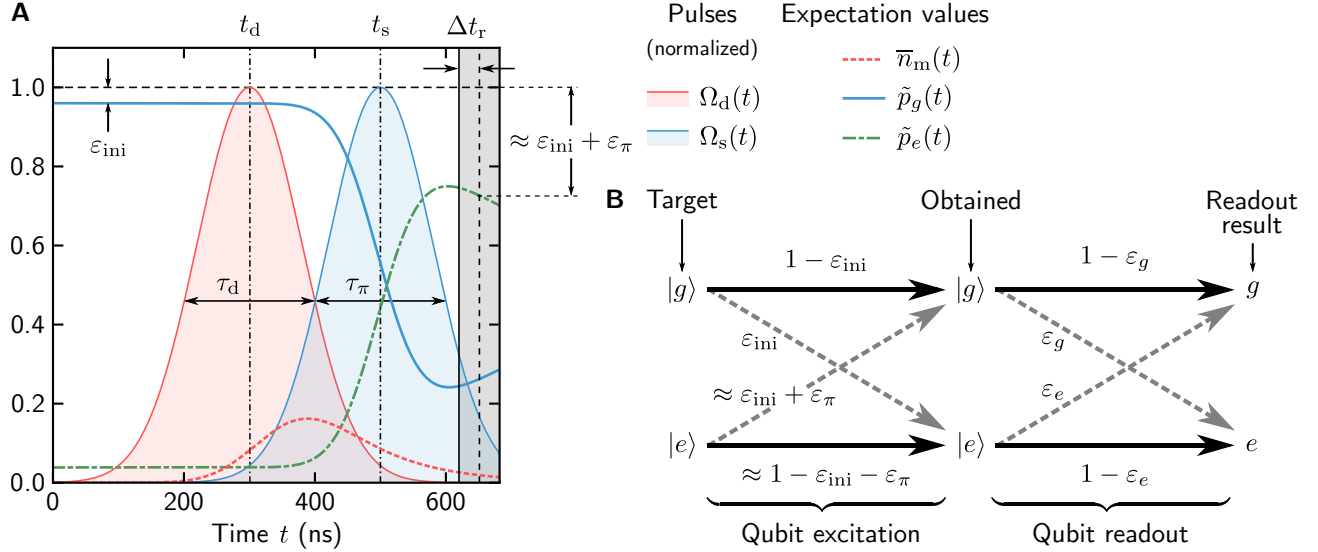 A
t_d
t_s
Δt_r
1.0
0.8
0.6
0.4
0.2
0.0
ε_ini
τ_d
τ_π
≈ ε_ini + ε_π
0
200
400
600
Time t (ns)
Pulses
(normalized)
Ω_d(t)
Ω_s(t)
Expectation values
n̅_m(t)
p̃_g(t)
p̃_e(t)
B
Target
Obtained
Readout
result
1 − ε_ini
1 − ε_g
|g⟩
|g⟩
g
ε_ini
ε_g
≈ ε_ini + ε_π
ε_e
|e⟩
|e⟩
e
≈ 1 − ε_ini − ε_π
1 − ε_e
Qubit excitation
Qubit readout